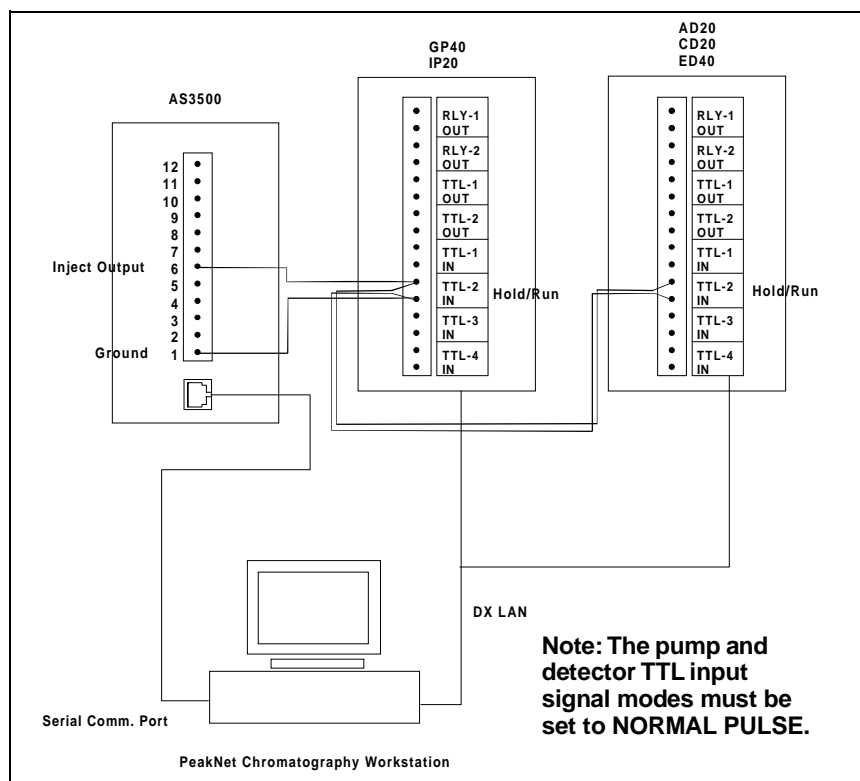 AS3500
12
11
10
9
8
7
Inject Output
6
5
4
3
2
Ground
1
GP40
IP20
RLY-1
OUT
RLY-2
OUT
TTL-1
OUT
TTL-2
OUT
TTL-1
IN
TTL-2
IN
Hold/Run
TTL-3
IN
TTL-4
IN
AD20
CD20
ED40
RLY-1
OUT
RLY-2
OUT
TTL-1
OUT
TTL-2
OUT
TTL-1
IN
TTL-2
IN
Hold/Run
TTL-3
IN
TTL-4
IN
DX LAN
Serial Comm. Port
PeakNet Chromatography Workstation
Note: The pump and
detector TTL input
signal modes must be
set to NORMAL PULSE.